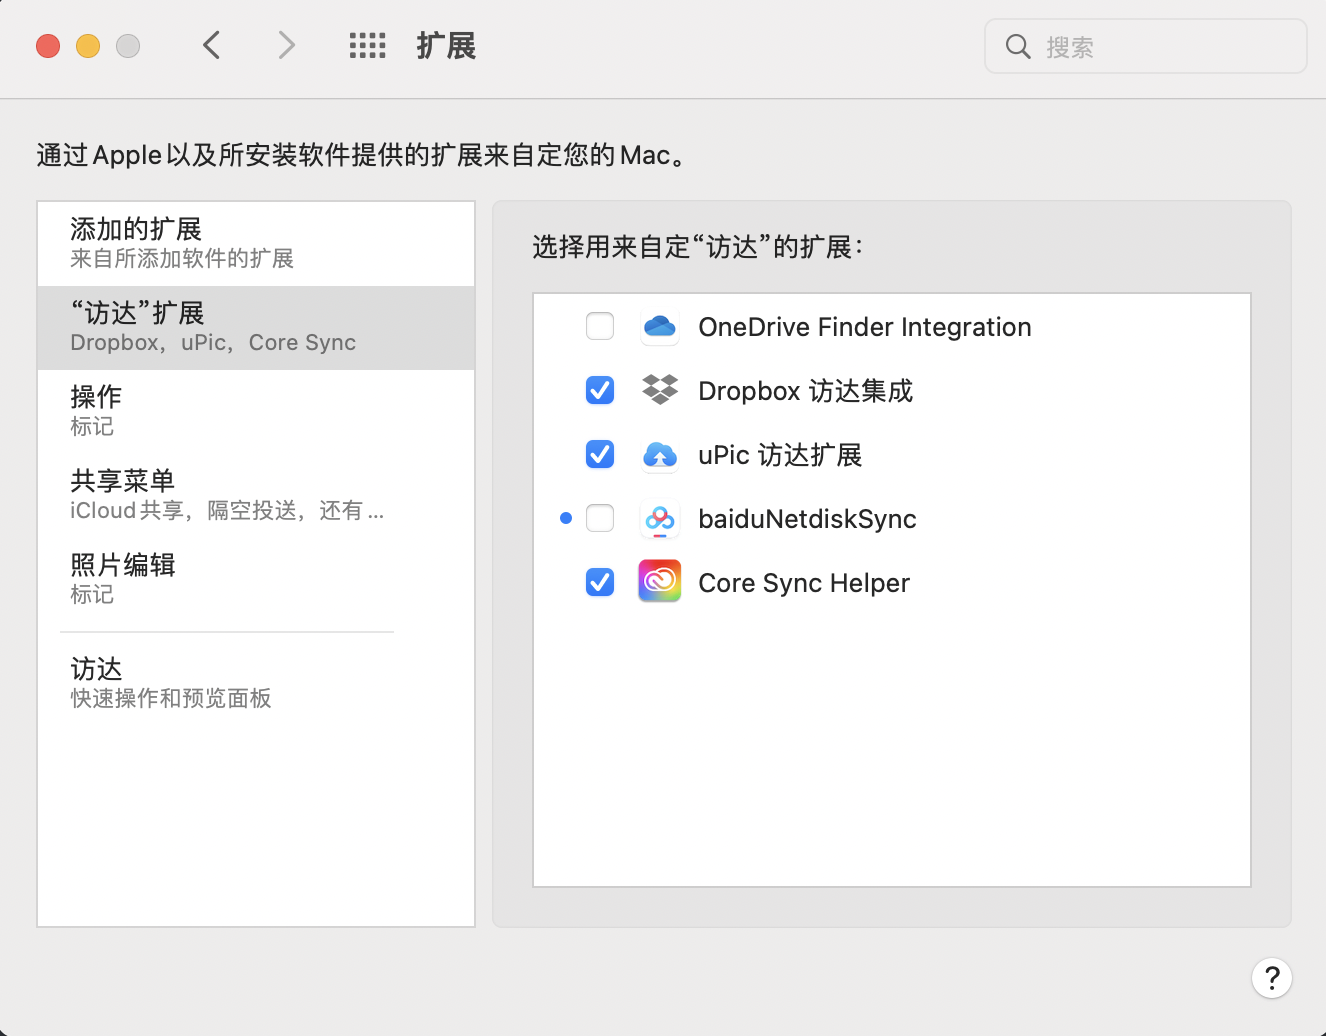 扩展
搜索
通过Apple以及所安装软件提供的扩展来自定您的Mac。
添加的扩展
来自所添加软件的扩展
“访达”扩展
Dropbox，uPic，Core Sync
操作
标记
共享菜单
iCloud共享，隔空投送，还有...
照片编辑
标记
访达
快速操作和预览面板
选择用来自定“访达”的扩展：
OneDrive Finder Integration
Dropbox 访达集成
uPic 访达扩展
baiduNetdiskSync
Core Sync Helper
?